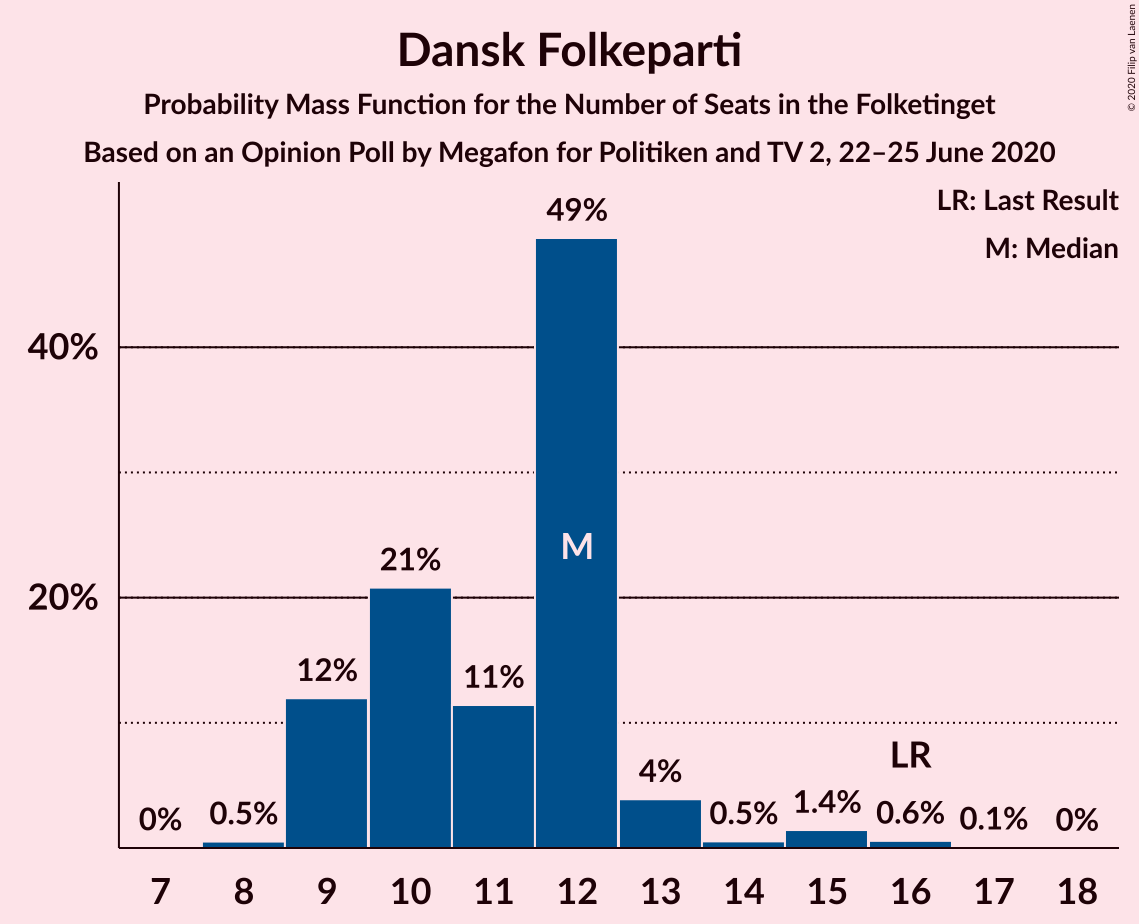 Dansk Folkeparti
Probability Mass Function for the Number of Seats in the Folketinget
Based on an Opinion Poll by Megafon for Politiken and TV 2, 22–25 June 2020
© 2020 Filip van Laenen
LR: Last Result
M: Median
49%
40%
M
21%
20%
12%
11%
LR
4%
0% 0.5% 0.5% 1.4% 0.6% 0.1% 0%
7 8 9 10 11 12 13 14 15 16 17 18